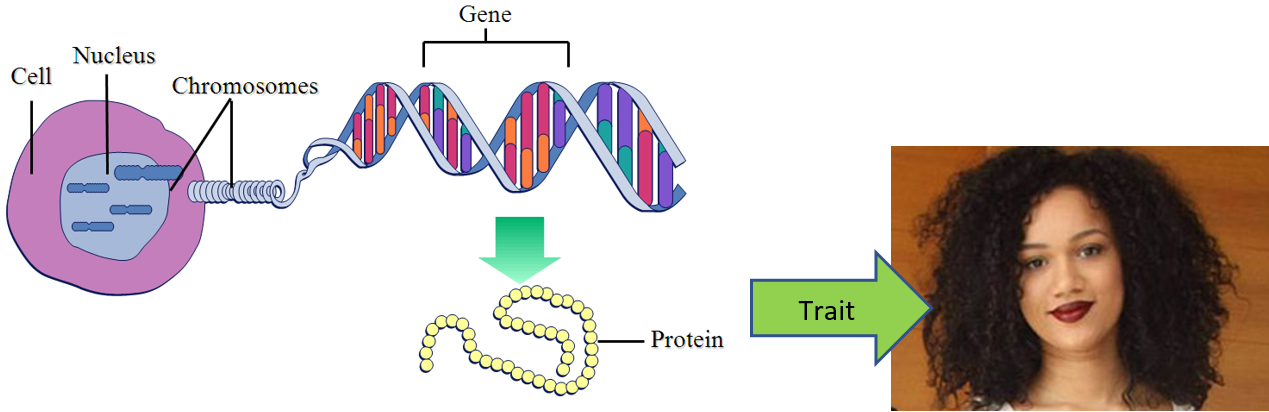 Gene
Nucleus
Cell
Chromosomes
Protein
Trait